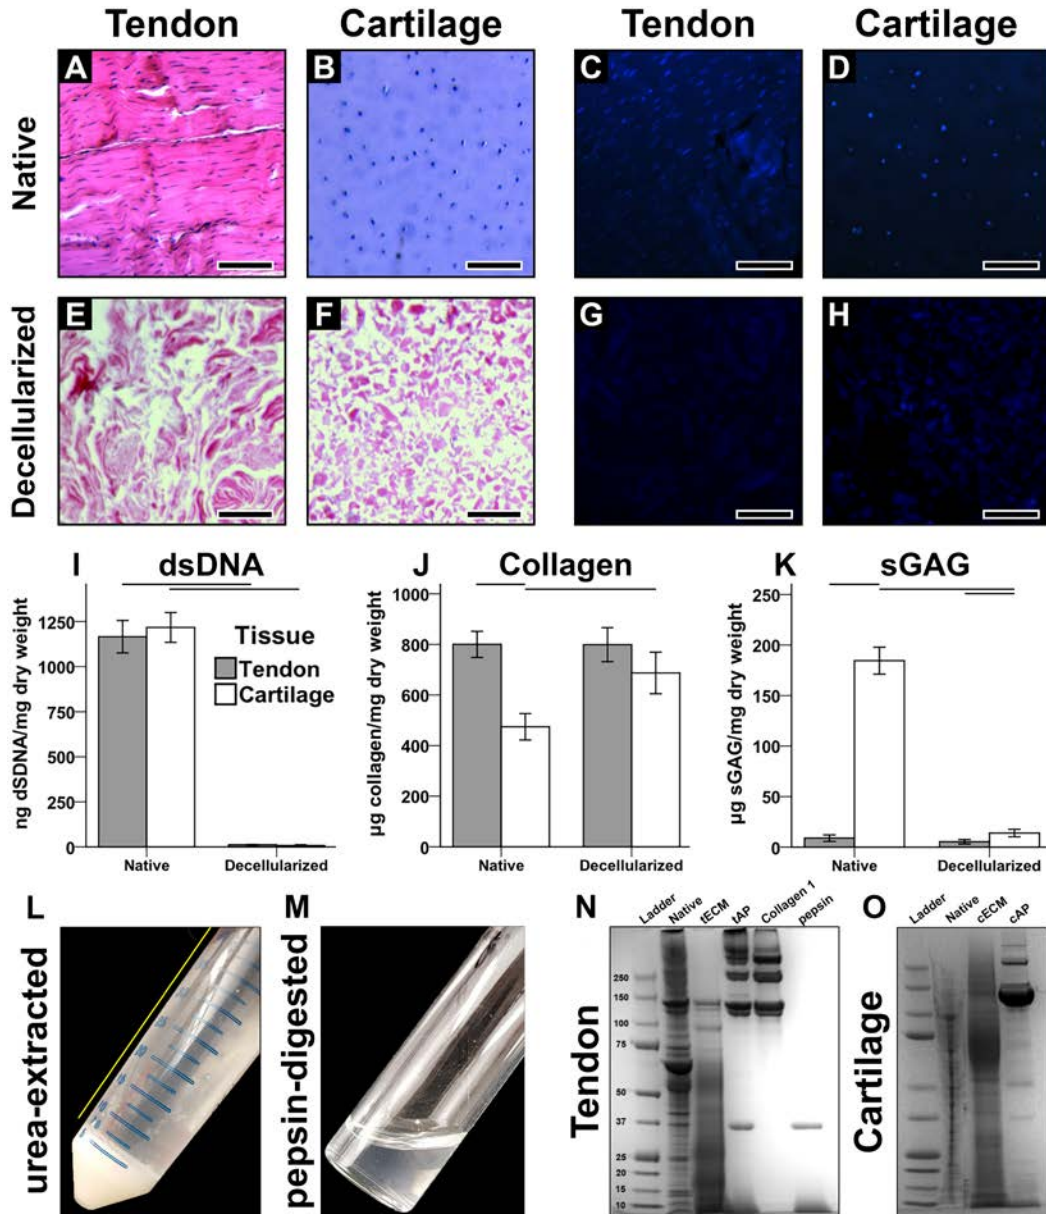 Tendon Cartilage Tendon Cartilage
Native
A B C D
Decellularized
E F G H
I dsDNA
ng dSDNA/mg dry weight
1250
1000
750
500
250
0
Tissue
Tendon
Cartilage
Native Decellularized
J Collagen
µg collagen/mg dry weight
1000
800
600
400
200
0
Native Decellularized
K sGAG
µg sGAG/mg dry weight
250
200
150
100
50
0
Native Decellularized
L
urea-extracted
M
pepsin-digested
N
Tendon
Ladder Native tECM tAP Collagen 1 pepsin
250
150
100
75
50
37
25
20
15
10
O
Cartilage
Ladder Native cECM cAP